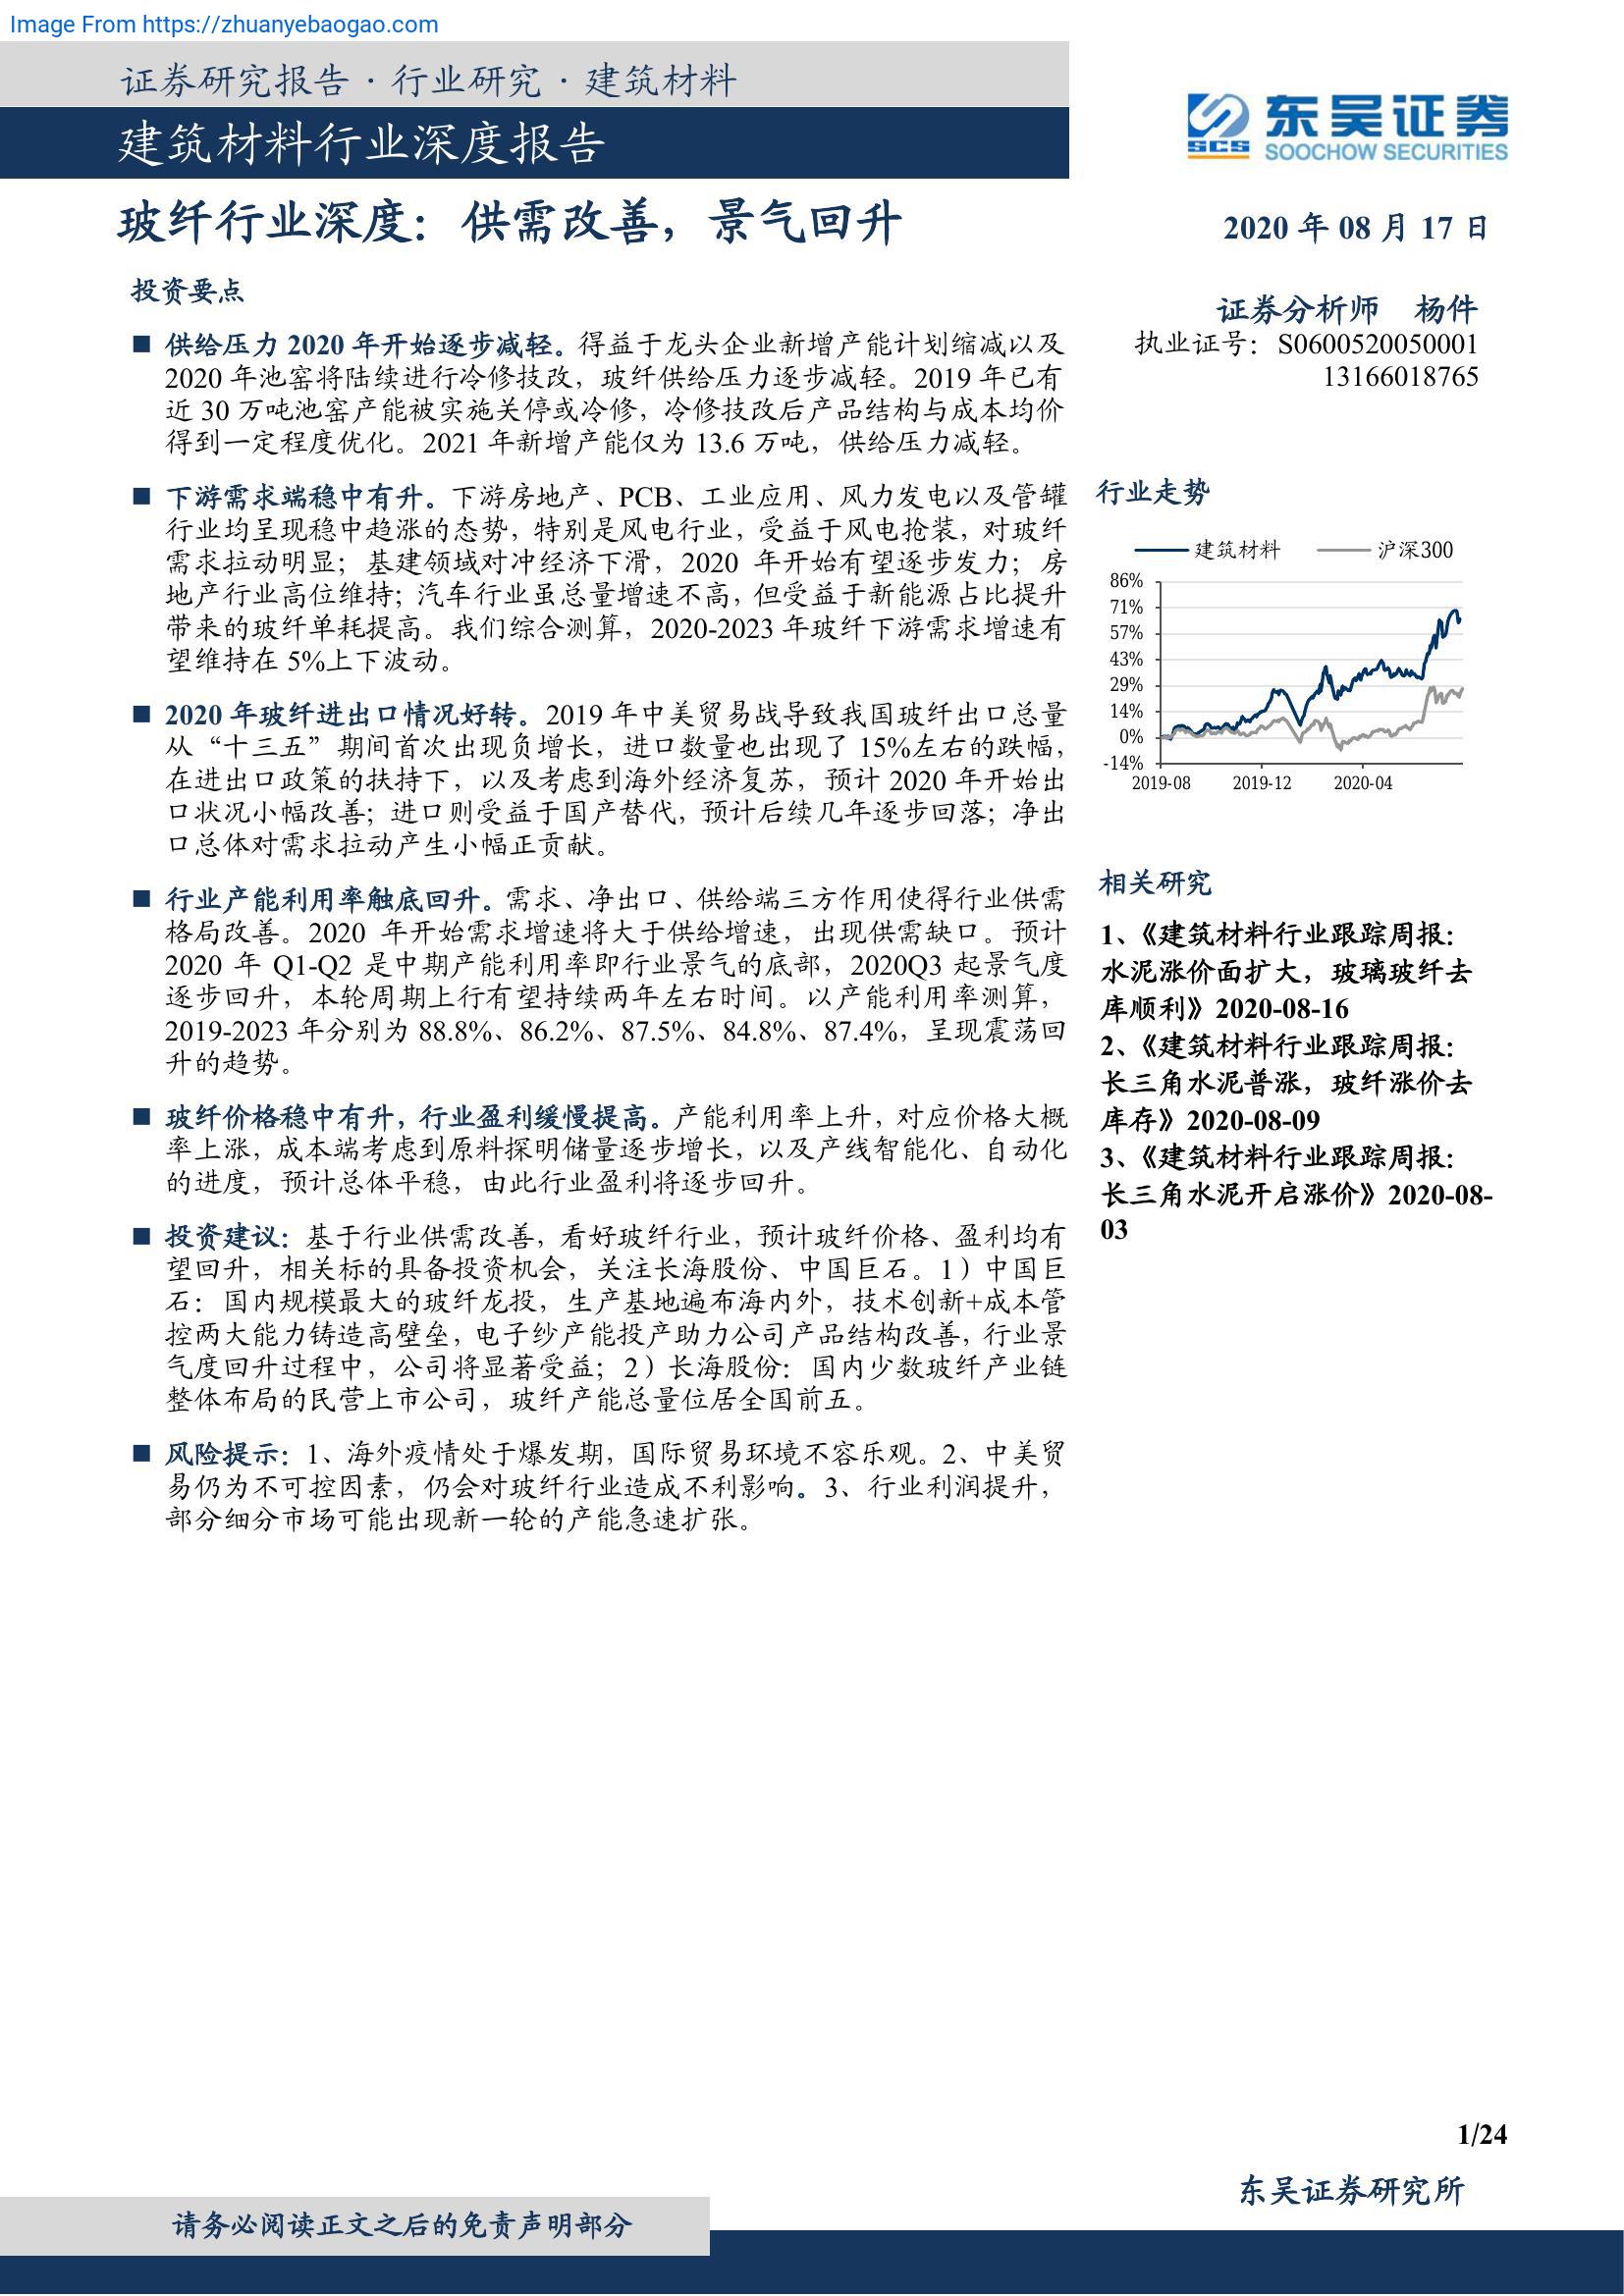 Image From https://zhuanyebaogao.com
证券研究报告·行业研究·建筑材料
建筑材料行业深度报告
东吴证券
SCS
SOOCHOW SECURITIES
玻纤行业深度：供需改善，景气回升
2020 年 08 月 17 日
投资要点
■ 供给压力 2020 年开始逐步减轻。得益于龙头企业新增产能计划缩减以及
2020 年池窑将陆续进行冷修技改，玻纤供给压力逐步减轻。2019 年已有
近 30 万吨池窑产能被实施关停或冷修，冷修技改后产品结构与成本均价
得到一定程度优化。2021 年新增产能仅为 13.6 万吨，供给压力减轻。
■ 下游需求端稳中有升。下游房地产、PCB、工业应用、风力发电以及管罐
行业均呈现稳中趋涨的态势，特别是风电行业，受益于风电抢装，对玻纤
需求拉动明显；基建领域对冲经济下滑，2020 年开始有望逐步发力；房
地产行业高位维持；汽车行业虽总量增速不高，但受益于新能源占比提升
带来的玻纤单耗提高。我们综合测算，2020-2023 年玻纤下游需求增速有
望维持在 5%上下波动。
■ 2020 年玻纤进出口情况好转。2019 年中美贸易战导致我国玻纤出口总量
从“十三五”期间首次出现负增长，进口数量也出现了 15%左右的跌幅，
在进出口政策的扶持下，以及考虑到海外经济复苏，预计 2020 年开始出
口状况小幅改善；进口则受益于国产替代，预计后续几年逐步回落；净出
口总体对需求拉动产生小幅正贡献。
■ 行业产能利用率触底回升。需求、净出口、供给端三方作用使得行业供需
格局改善。2020 年开始需求增速将大于供给增速，出现供需缺口。预计
2020 年 Q1-Q2 是中期产能利用率即行业景气的底部，2020Q3 起景气度
逐步回升，本轮周期上行有望持续两年左右时间。以产能利用率测算，
2019-2023 年分别为 88.8%、86.2%、87.5%、84.8%、87.4%，呈现震荡回
升的趋势。
■ 玻纤价格稳中有升，行业盈利缓慢提高。产能利用率上升，对应价格大概
率上涨，成本端考虑到原料探明储量逐步增长，以及产线智能化、自动化
的进度，预计总体平稳，由此行业盈利将逐步回升。
■ 投资建议：基于行业供需改善，看好玻纤行业，预计玻纤价格、盈利均有
望回升，相关标的具备投资机会，关注长海股份、中国巨石。1）中国巨
石：国内规模最大的玻纤龙投，生产基地遍布海内外，技术创新+成本管
控两大能力铸造高壁垒，电子纱产能投产助力公司产品结构改善，行业景
气度回升过程中，公司将显著受益；2）长海股份：国内少数玻纤产业链
整体布局的民营上市公司，玻纤产能总量位居全国前五。
■ 风险提示：1、海外疫情处于爆发期，国际贸易环境不容乐观。2、中美贸
易仍为不可控因素，仍会对玻纤行业造成不利影响。3、行业利润提升，
部分细分市场可能出现新一轮的产能急速扩张。
证券分析师 杨件
执业证号：S0600520050001
13166018765
行业走势
建筑材料 沪深300
86%
71%
57%
43%
29%
14%
0%
-14%
2019-08 2019-12 2020-04
相关研究
1、《建筑材料行业跟踪周报：
水泥涨价面扩大，玻璃玻纤去
库顺利》2020-08-16
2、《建筑材料行业跟踪周报：
长三角水泥普涨，玻纤涨价去
库存》2020-08-09
3、《建筑材料行业跟踪周报：
长三角水泥开启涨价》2020-08-
03
1/24
东吴证券研究所
请务必阅读正文之后的免责声明部分